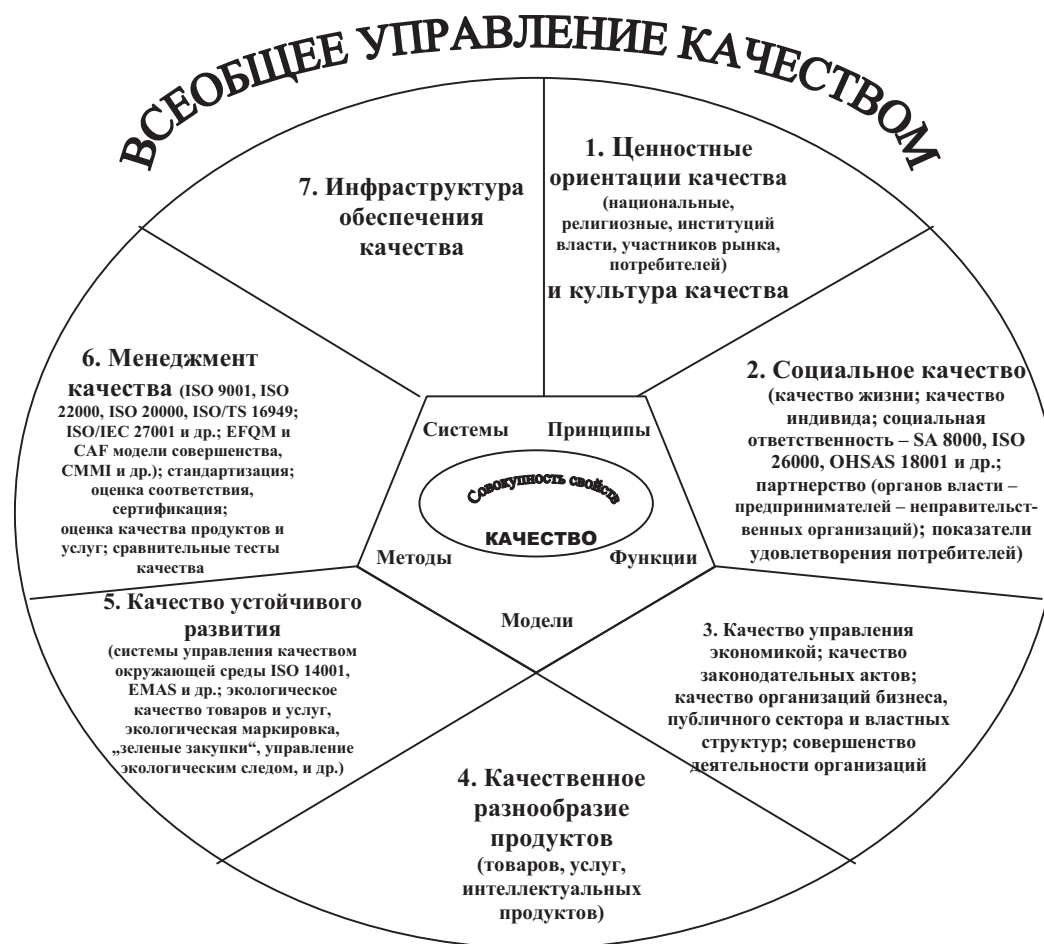 ВСЕОБЩЕЕ УПРАВЛЕНИЕ КАЧЕСТВОМ
1. Ценностные
ориентации качества
(национальные,
религиозные, институций
власти, участников рынка,
потребителей)
и культура качества
2. Социальное качество
(качество жизни; качество
индивида; социальная
ответственность – SA 8000, ISO
26000, OHSAS 18001 и др.;
партнерство (органов власти –
предпринимателей – неправительст-
венных организаций); показатели
удовлетворения потребителей)
3. Качество управления
экономикой; качество
законодательных актов;
качество организаций бизнеса,
публичного сектора и властных
структур; совершенство
деятельности организаций
4. Качественное
разнообразие
продуктов
(товаров, услуг,
интеллектуальных
продуктов)
5. Качество устойчивого
развития
(системы управления качеством
окружающей среды ISO 14001,
EMAS и др.; экологическое
качество товаров и услуг,
экологическая маркировка,
„зеленые закупки“, управление
экологическим следом, и др.)
6. Менеджмент
качества (ISO 9001, ISO
22000, ISO 20000, ISO/TS 16949;
ISO/IEC 27001 и др.; EFQM и
CAF модели совершенства,
CMMI и др.); стандартизация;
оценка соответствия,
сертификация;
оценка качества продуктов и
услуг; сравнительные тесты
качества
7. Инфраструктура
обеспечения
качества
Системы
Принципы
Совокупность свойств
КАЧЕСТВО
Методы
Функции
Модели